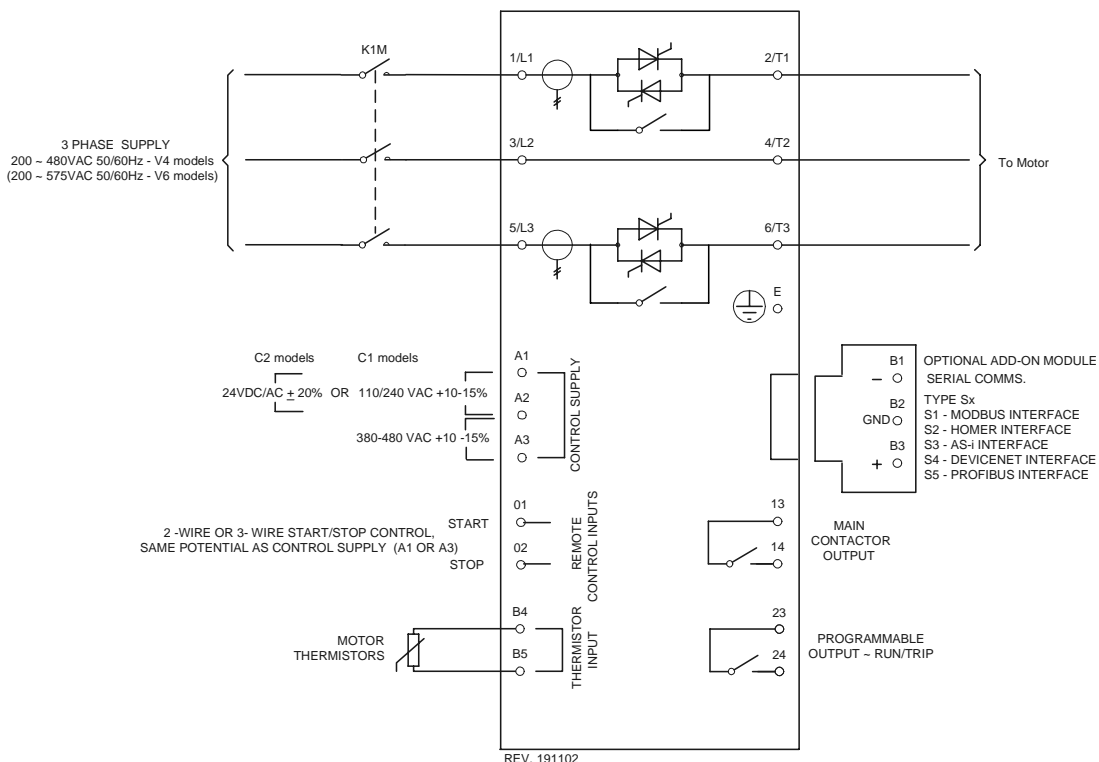 K1M
1/L1
2/T1
3 PHASE SUPPLY
200 ~ 480VAC 50/60Hz - V4 models
(200 ~ 575VAC 50/60Hz - V6 models)
3/L2
4/T2
To Motor
5/L3
6/T3
E
C2 models
C1 models
24VDC/AC ± 20% OR 110/240 VAC +10-15%
380-480 VAC +10 -15%
A1
A2
A3
CONTROL SUPPLY
B1
–
B2
GND
B3
+
OPTIONAL ADD-ON MODULE
SERIAL COMMS.
TYPE Sx
S1 - MODBUS INTERFACE
S2 - HOMER INTERFACE
S3 - AS-i INTERFACE
S4 - DEVICENET INTERFACE
S5 - PROFIBUS INTERFACE
START
2 -WIRE OR 3- WIRE START/STOP CONTROL,
SAME POTENTIAL AS CONTROL SUPPLY (A1 OR A3)
STOP
01
02
REMOTE
CONTROL INPUTS
13
14
MAIN
CONTACTOR
OUTPUT
MOTOR
THERMISTORS
B4
B5
THERMISTOR
INPUT
23
24
PROGRAMMABLE
OUTPUT ~ RUN/TRIP
REV. 191102